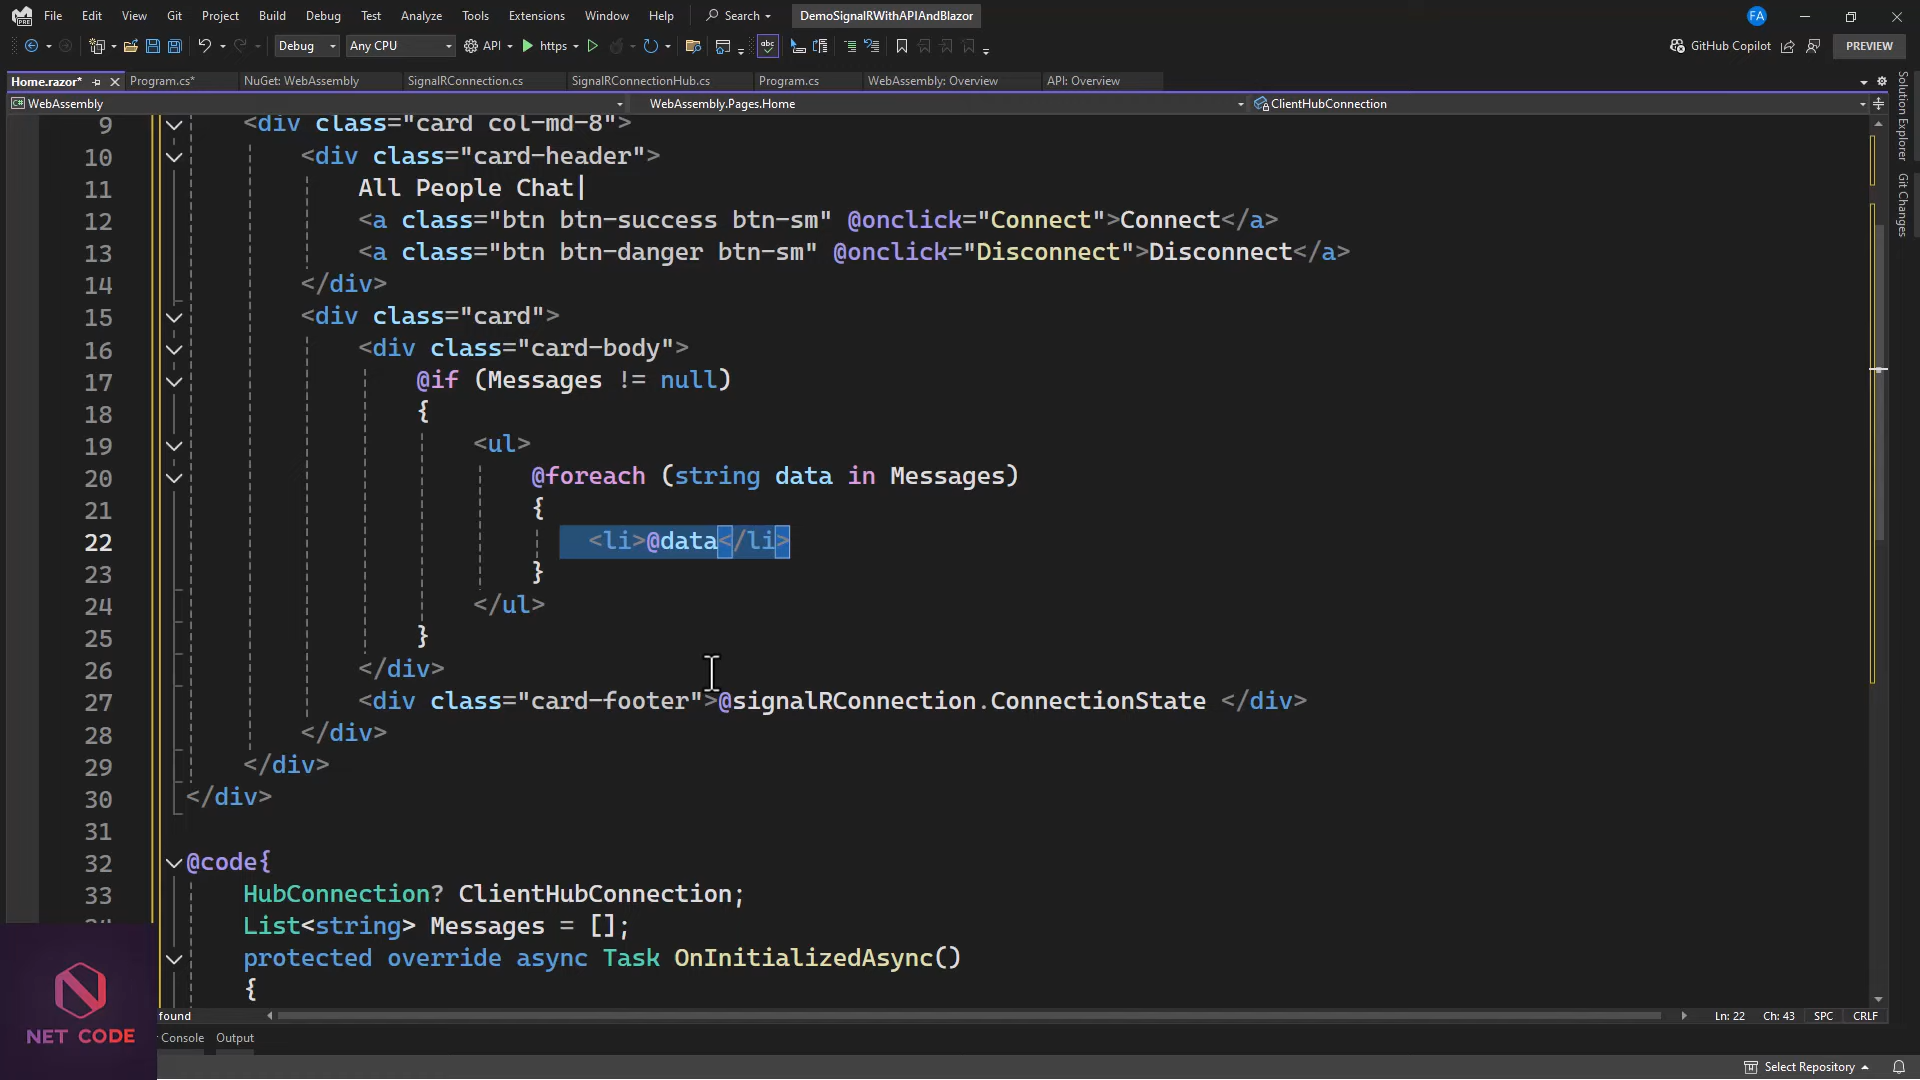 File Edit View Git Project Build Debug Test Analyze Tools Extensions Window Help Search DemoSignalRWithAPIAndBlazor FA
Debug Any CPU API https abc GitHub Copilot PREVIEW
Home.razor* Program.cs* NuGet: WebAssembly SignalRConnection.cs SignalRConnectionHub.cs Program.cs WebAssembly: Overview API: Overview
WebAssembly WebAssembly.Pages.Home ClientHubConnection
Solution Explorer
Git Changes
9 <div class="card col-md-8">
10 <div class="card-header">
11 All People Chat
12 <a class="btn btn-success btn-sm" @onclick="Connect">Connect</a>
13 <a class="btn btn-danger btn-sm" @onclick="Disconnect">Disconnect</a>
14 </div>
15 <div class="card">
16 <div class="card-body">
17 @if (Messages != null)
18 {
19 <ul>
20 @foreach (string data in Messages)
21 {
22 <li>@data</li>
23 }
24 </ul>
25 }
26 </div>
27 <div class="card-footer">@signalRConnection.ConnectionState </div>
28 </div>
29 </div>
30 </div>
31
32 @code{
33 HubConnection? ClientHubConnection;
List<string> Messages = [];
protected override async Task OnInitializedAsync()
{
found Ln: 22 Ch: 43 SPC CRLF
Console Output
NET CODE
Select Repository